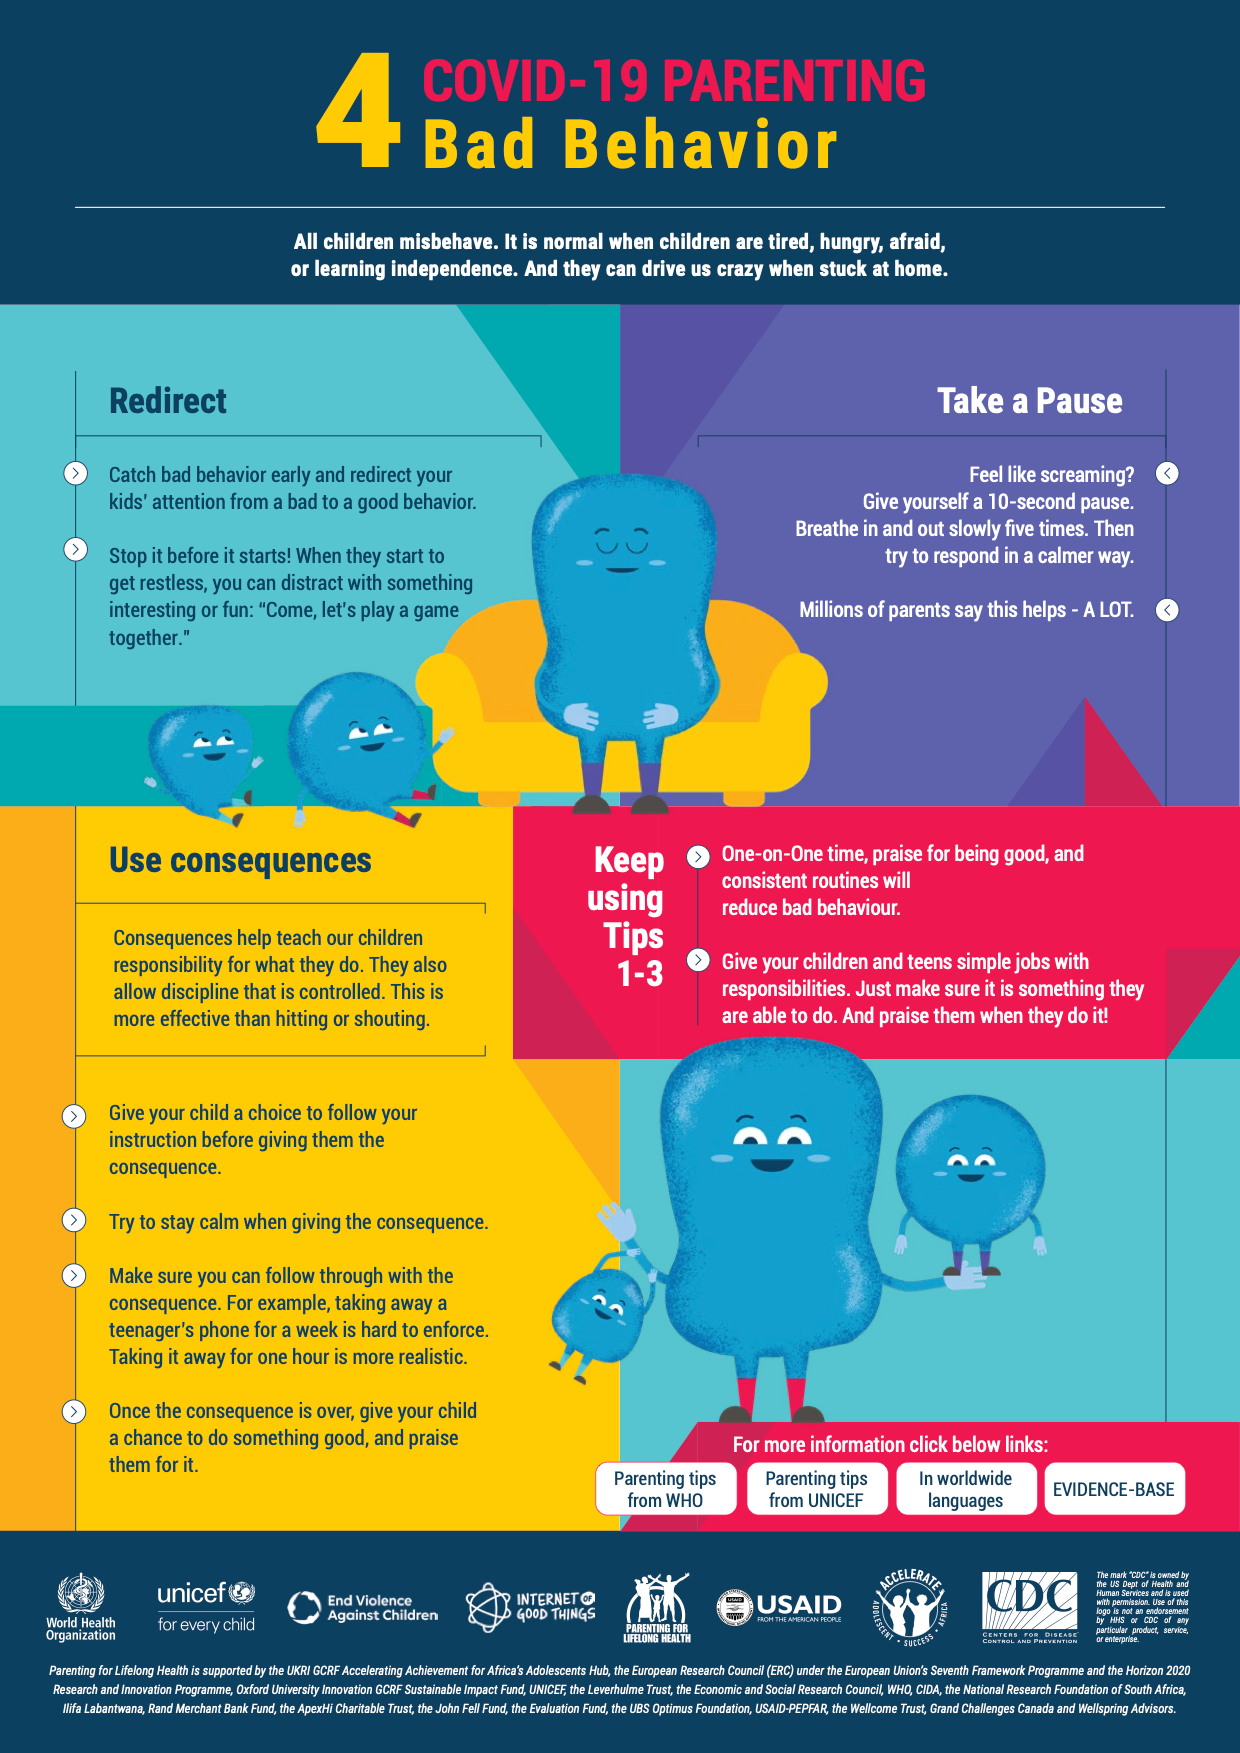 4
COVID-19 PARENTING
Bad Behavior
All children misbehave. It is normal when children are tired, hungry, afraid,
or learning independence. And they can drive us crazy when stuck at home.
Redirect
Catch bad behavior early and redirect your
kids’ attention from a bad to a good behavior.
Stop it before it starts! When they start to
get restless, you can distract with something
interesting or fun: “Come, let’s play a game
together.”
Take a Pause
Feel like screaming?
Give yourself a 10-second pause.
Breathe in and out slowly five times. Then
try to respond in a calmer way.
Millions of parents say this helps - A LOT.
Use consequences
Consequences help teach our children
responsibility for what they do. They also
allow discipline that is controlled. This is
more effective than hitting or shouting.
Give your child a choice to follow your
instruction before giving them the
consequence.
Try to stay calm when giving the consequence.
Make sure you can follow through with the
consequence. For example, taking away a
teenager’s phone for a week is hard to enforce.
Taking it away for one hour is more realistic.
Once the consequence is over, give your child
a chance to do something good, and praise
them for it.
Keep
using
Tips
1-3
One-on-One time, praise for being good, and
consistent routines will
reduce bad behaviour.
Give your children and teens simple jobs with
responsibilities. Just make sure it is something they
are able to do. And praise them when they do it!
For more information click below links:
Parenting tips
from WHO
Parenting tips
from UNICEF
In worldwide
languages
EVIDENCE-BASE
World Health
Organization
unicef
for every child
End Violence
Against Children
INTERNET OF
GOOD THINGS
PARENTING FOR
LIFELONG HEALTH
USAID
USAID
FROM THE AMERICAN PEOPLE
ACCELERATE
ADOLESCENT • SUCCESS • AFRICA
CDC
CENTERS FOR DISEASE
CONTROL AND PREVENTION
The mark "CDC" is owned by
the US Dept of Health and
Human Services and is used
with permission. Use of this
logo is not an endorsement
by HHS or CDC of any
particular product, service,
or enterprise.
Parenting for Lifelong Health is supported by the UKRI GCRF Accelerating Achievement for Africa’s Adolescents Hub, the European Research Council (ERC) under the European Union’s Seventh Framework Programme and the Horizon 2020
Research and Innovation Programme, Oxford University Innovation GCRF Sustainable Impact Fund, UNICEF, the Leverhulme Trust, the Economic and Social Research Council, WHO, CIDA, the National Research Foundation of South Africa,
Ilifa Labantwana, Rand Merchant Bank Fund, the ApexHi Charitable Trust, the John Fell Fund, the Evaluation Fund, the UBS Optimus Foundation, USAID-PEPFAR, the Wellcome Trust, Grand Challenges Canada and Wellspring Advisors.